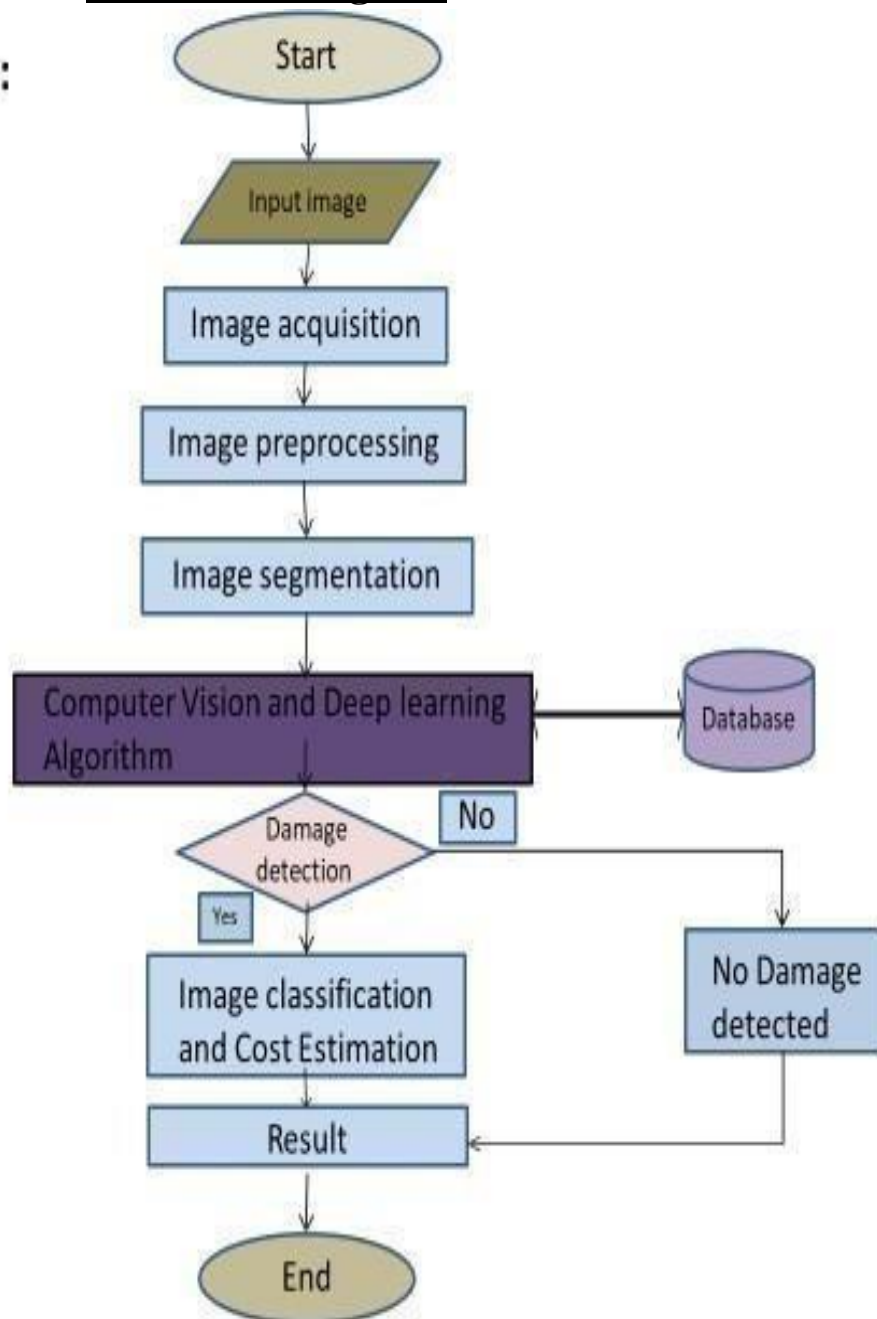 :
Start
Input image
Image acquisition
Image preprocessing
Image segmentation
Computer Vision and Deep learning
Algorithm
Database
No
Damage
detection
Yes
Image classification
and Cost Estimation
No Damage
detected
Result
End